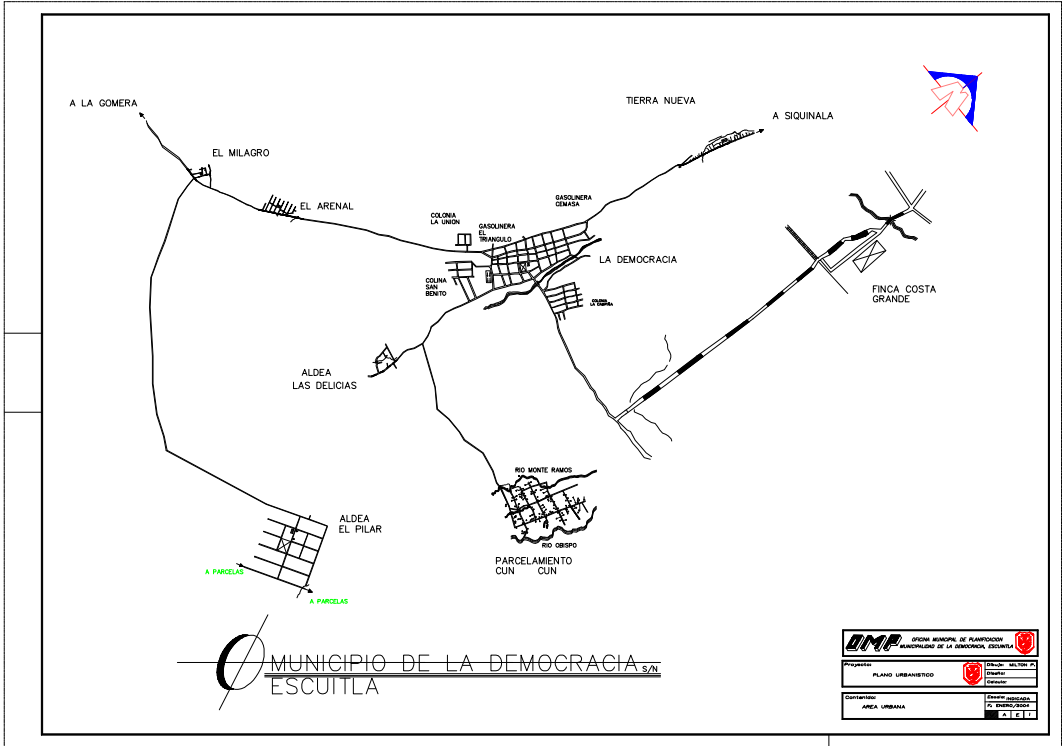 TIERRA NUEVA
A LA GOMERA
A SIQUINALA
EL MILAGRO
EL ARENAL
GASOLINERA
CEMASA
COLONIA
LA UNION
GASOLINERA
EL
TRIANGULO
LA DEMOCRACIA
COLINA
SAN
BENITO
COLONIA
FINCA COSTA
GRANDE
ALDEA
LAS DELICIAS
RIO MONTE RAMOS
ALDEA
EL PILAR
RIO OBISPO
PARCELAMIENTO
CUN CUN
A PARCELAS
A PARCELAS
MUNICIPIO DE LA DEMOCRACIA S/N
ESCUITLA
OMP
OFICINA MUNICIPAL DE PLANIFICACION
MUNICIPALIDAD DE LA DEMOCRACIA, ESCUINTLA
Proyecto:
PLANO URBANISTICO
Dibujo: MILTON P.
Diseño:
Calculo:
Contenido:
AREA URBANA
Escala: INDICADA
F: ENERO/2004
A E I